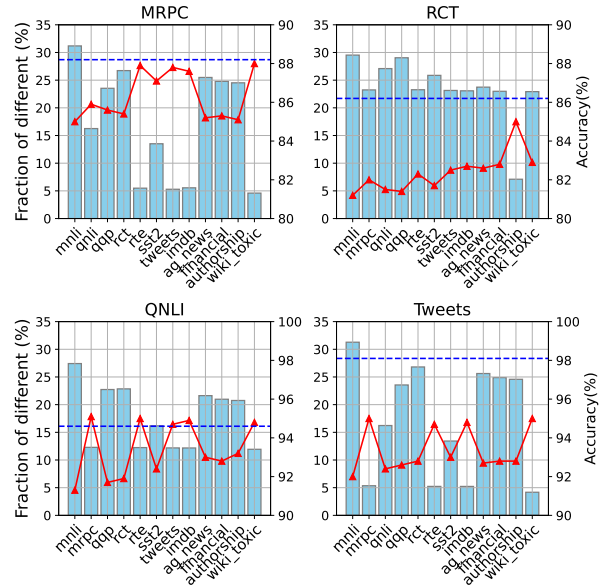 MRPC
RCT
Fraction of different (%)
35
30
25
20
15
10
5
0
90
88
86
84
82
80
mnli
qnli
qqp
rct
rte
sst2
tweets
imdb
ag_news
financial
authorship
wiki_toxic
35
30
25
20
15
10
5
0
90
88
86
84
82
80
Accuracy(%)
mnli
mrpc
qnli
qqp
rte
sst2
tweets
imdb
ag_news
financial
authorship
wiki_toxic
QNLI
Tweets
Fraction of different (%)
35
30
25
20
15
10
5
0
100
98
96
94
92
90
mnli
mrpc
qqp
rct
rte
sst2
tweets
imdb
ag_news
financial
authorship
wiki_toxic
35
30
25
20
15
10
5
0
100
98
96
94
92
90
Accuracy(%)
mnli
mrpc
qnli
qqp
rct
rte
sst2
imdb
ag_news
financial
authorship
wiki_toxic